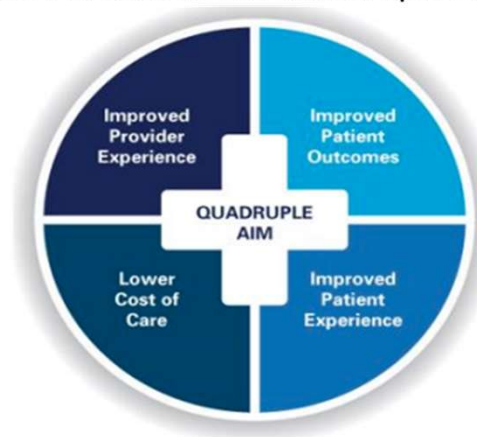 Improved
Provider
Experience
Improved
Patient
Outcomes
QUADRUPLE
AIM
Lower
Cost of
Care
Improved
Patient
Experience